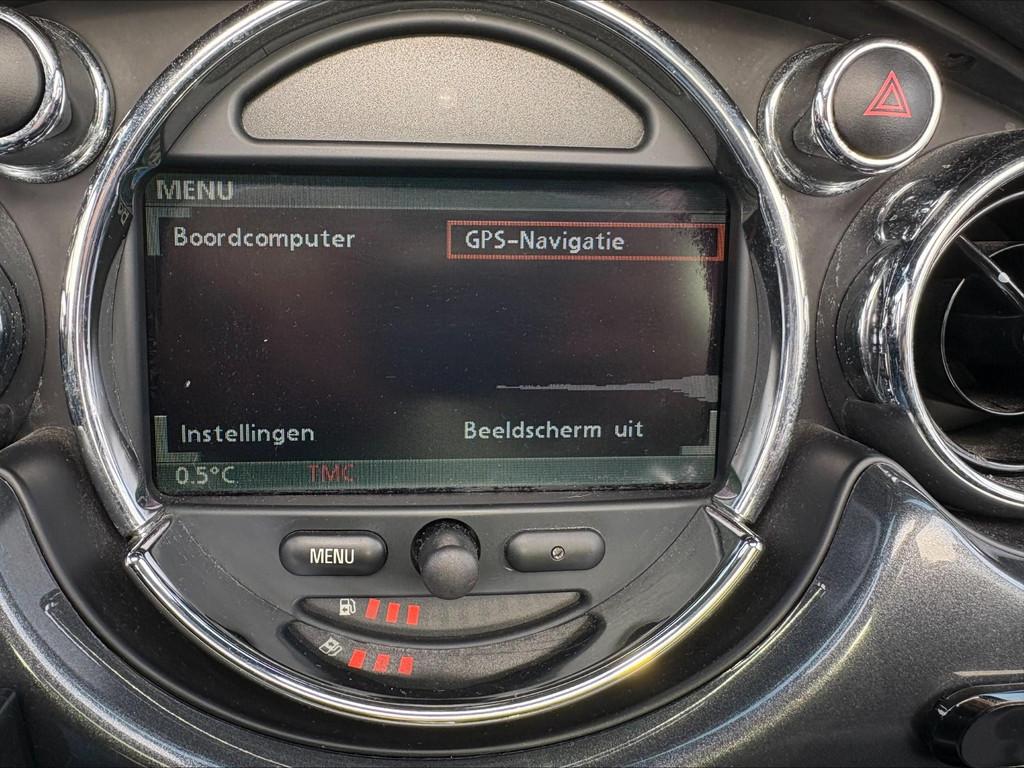 MENU
Boordcomputer
GPS-Navigatie
Instellingen
Beeldscherm uit
0.5°C TMC
MENU